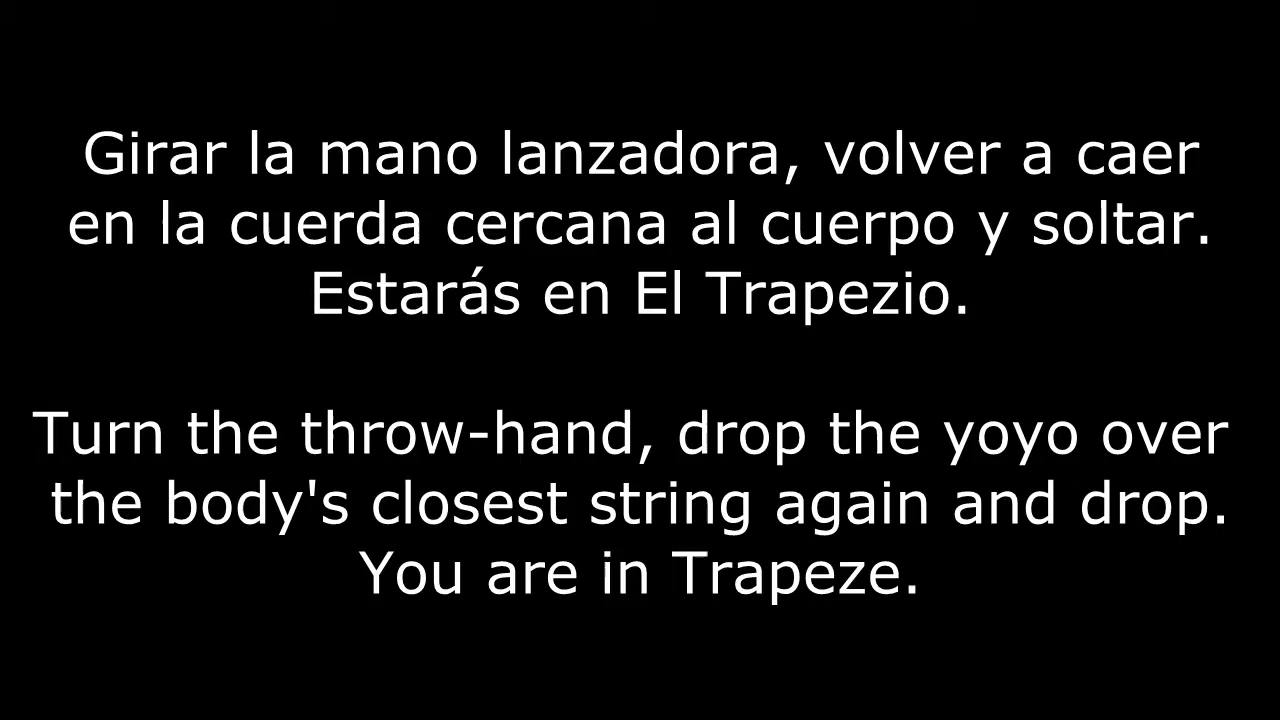 Girar la mano lanzadora, volver a caer
en la cuerda cercana al cuerpo y soltar.
Estarás en El Trapezio.
Turn the throw-hand, drop the yoyo over
the body's closest string again and drop.
You are in Trapeze.